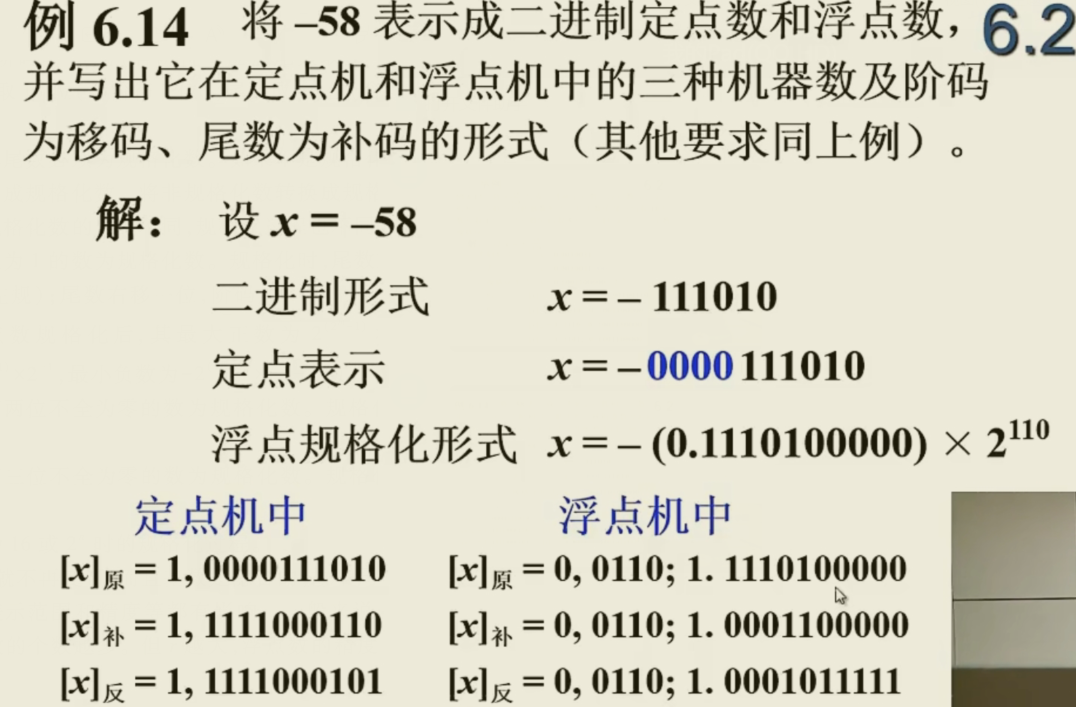 例 6.14 将 –58 表示成二进制定点数和浮点数，
6.2
并写出它在定点机和浮点机中的三种机器数及阶码
为移码、尾数为补码的形式（其他要求同上例）。
解： 设 x = –58
二进制形式 x = – 111010
定点表示 x = –0000111010
浮点规格化形式 x = – (0.1110100000) × 2¹¹⁰
定点机中 浮点机中
[x]原 = 1, 0000111010 [x]原 = 0, 0110; 1. 1110100000
[x]补 = 1, 1111000110 [x]补 = 0, 0110; 1. 0001100000
[x]反 = 1, 1111000101 [x]反 = 0, 0110; 1. 0001011111